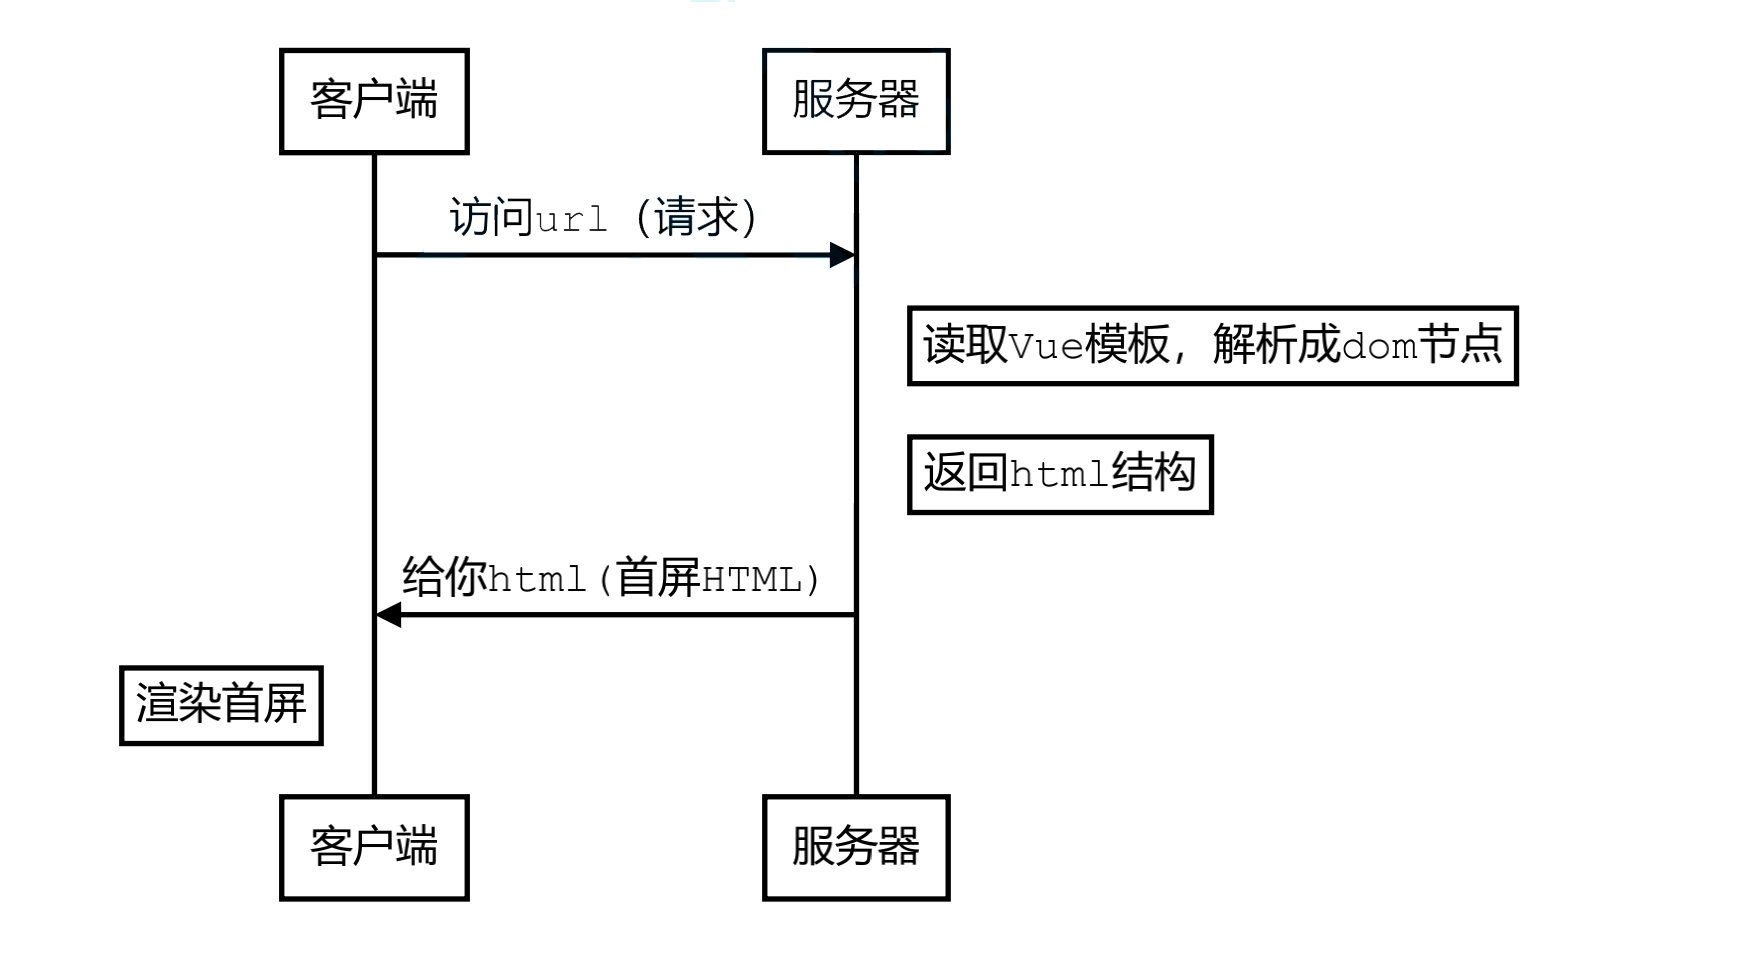 客户端
服务器
访问url（请求）
读取Vue模板，解析成dom节点
返回html结构
给你html(首屏HTML)
渲染首屏
客户端
服务器